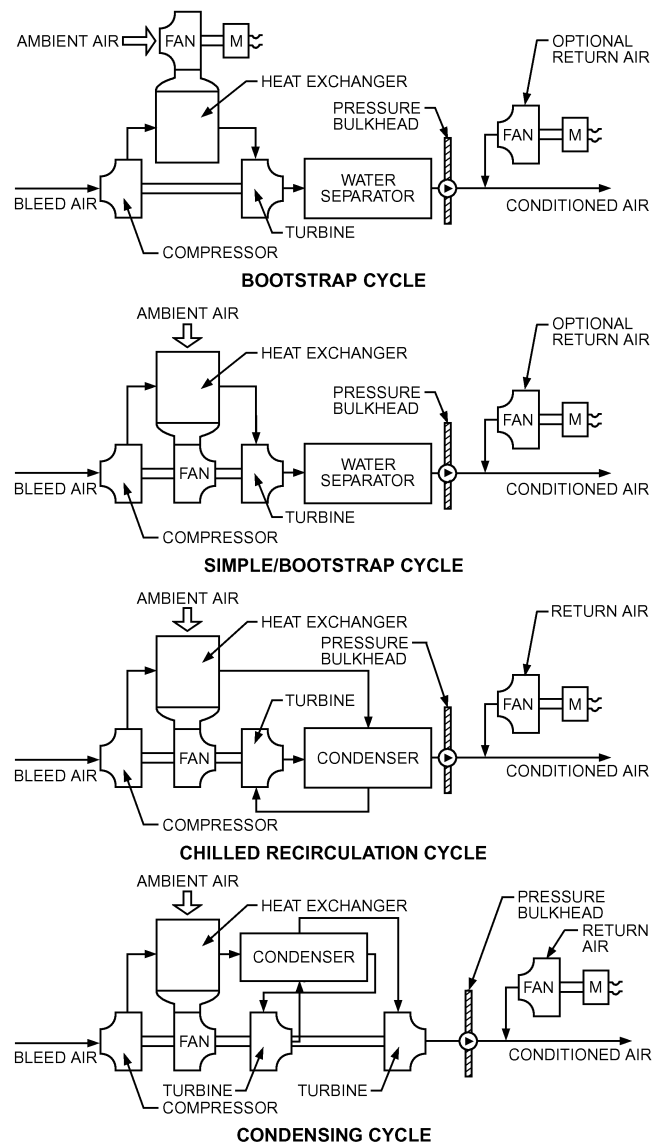 AMBIENT AIR
FAN
M
OPTIONAL
RETURN AIR
HEAT EXCHANGER
PRESSURE
BULKHEAD
FAN
M
WATER
SEPARATOR
BLEED AIR
CONDITIONED AIR
TURBINE
COMPRESSOR
BOOTSTRAP CYCLE
AMBIENT AIR
OPTIONAL
RETURN AIR
HEAT EXCHANGER
PRESSURE
BULKHEAD
FAN
M
FAN
WATER
SEPARATOR
BLEED AIR
CONDITIONED AIR
TURBINE
COMPRESSOR
SIMPLE/BOOTSTRAP CYCLE
AMBIENT AIR
RETURN AIR
HEAT EXCHANGER
PRESSURE
BULKHEAD
TURBINE
FAN
M
FAN
CONDENSER
BLEED AIR
CONDITIONED AIR
COMPRESSOR
CHILLED RECIRCULATION CYCLE
AMBIENT AIR
PRESSURE
BULKHEAD
HEAT EXCHANGER
RETURN
AIR
CONDENSER
FAN
M
FAN
BLEED AIR
CONDITIONED AIR
TURBINE
TURBINE
COMPRESSOR
CONDENSING CYCLE